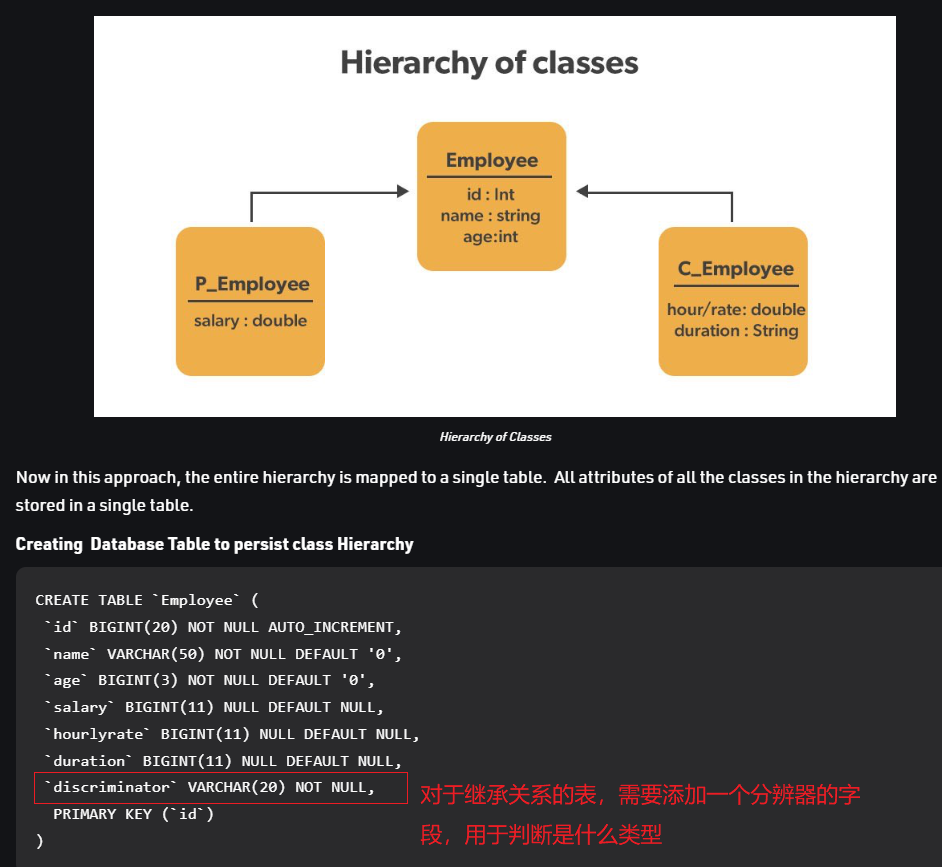 Hierarchy of classes
Employee
id : Int
name : string
age:int
P_Employee
salary : double
C_Employee
hour/rate: double
duration : String
Hierarchy of Classes
Now in this approach, the entire hierarchy is mapped to a single table.  All attributes of all the classes in the hierarchy are
stored in a single table.
Creating  Database Table to persist class Hierarchy
CREATE TABLE `Employee` (
`id` BIGINT(20) NOT NULL AUTO_INCREMENT,
`name` VARCHAR(50) NOT NULL DEFAULT '0',
`age` BIGINT(3) NOT NULL DEFAULT '0',
`salary` BIGINT(11) NULL DEFAULT NULL,
`hourlyrate` BIGINT(11) NULL DEFAULT NULL,
`duration` BIGINT(11) NULL DEFAULT NULL,
`discriminator` VARCHAR(20) NOT NULL,
PRIMARY KEY (`id`)
)
对于继承关系的表，需要添加一个分辨器的字
段，用于判断是什么类型